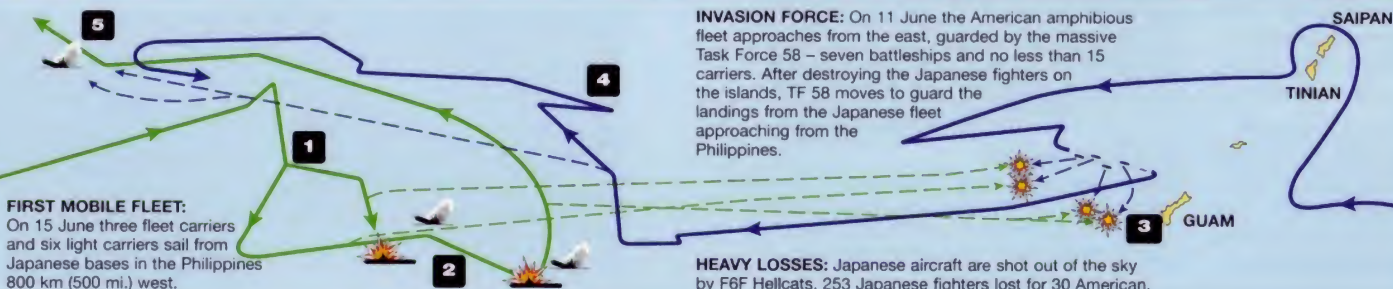 5
INVASION FORCE: On 11 June the American amphibious
fleet approaches from the east, guarded by the massive
Task Force 58 – seven battleships and no less than 15
carriers. After destroying the Japanese fighters on
the islands, TF 58 moves to guard the
landings from the Japanese fleet
approaching from the
Philippines.
SAIPAN
TINIAN
4
1
FIRST MOBILE FLEET:
On 15 June three fleet carriers
and six light carriers sail from
Japanese bases in the Philippines
800 km (500 mi.) west.
2
3
GUAM
HEAVY LOSSES: Japanese aircraft are shot out of the sky
by F6F Hellcats. 253 Japanese fighters lost for 30 American.